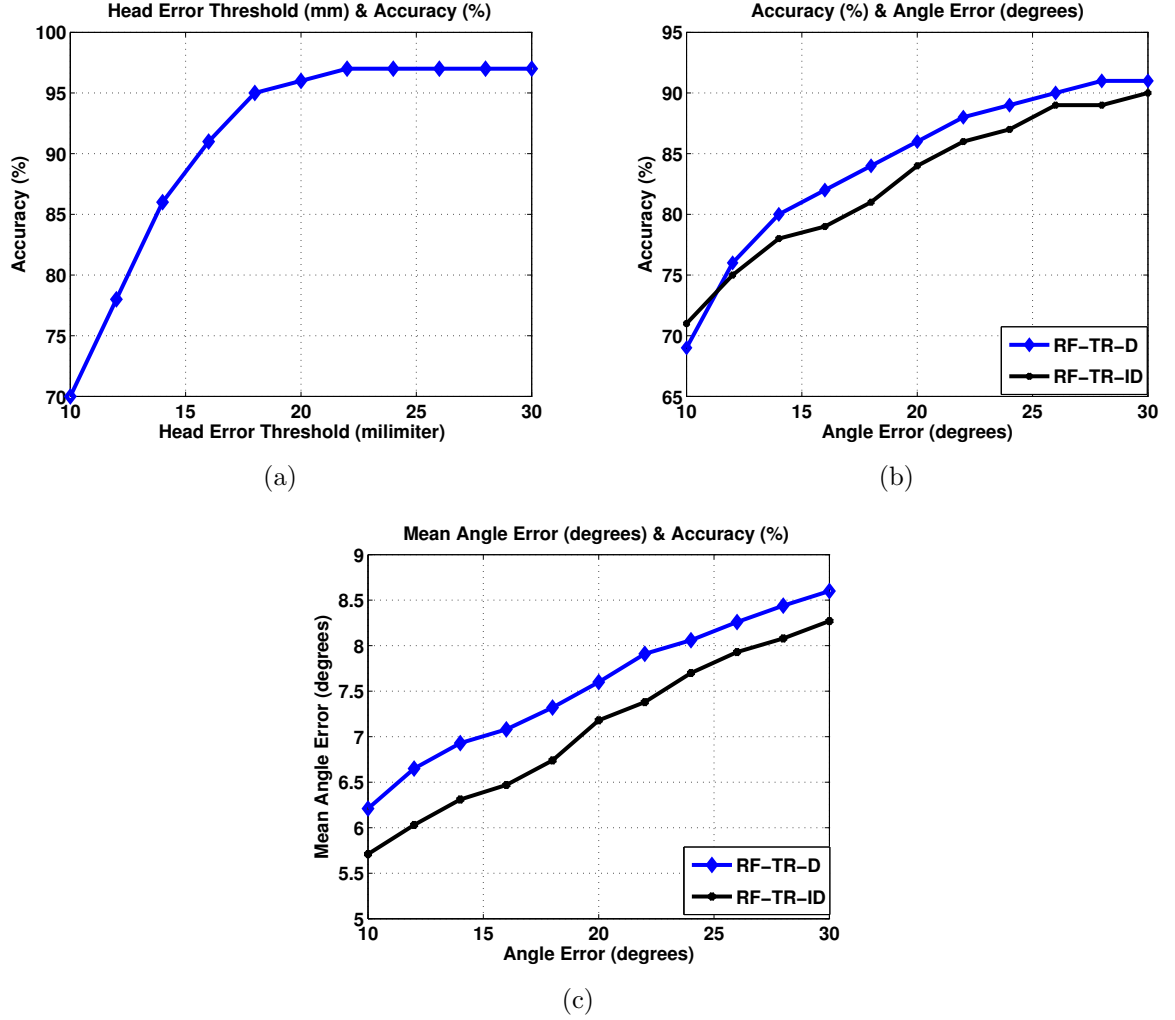 Head Error Threshold (mm) & Accuracy (%)
100
95
90
85
80
75
70
Accuracy (%)
10 15 20 25 30
Head Error Threshold (milimiter)
(a)
Accuracy (%) & Angle Error (degrees)
95
90
85
80
75
70
65
Accuracy (%)
RF-TR-D
RF-TR-ID
10 15 20 25 30
Angle Error (degrees)
(b)
Mean Angle Error (degrees) & Accuracy (%)
9
8.5
8
7.5
7
6.5
6
5.5
5
Mean Angle Error (degrees)
RF-TR-D
RF-TR-ID
10 15 20 25 30
Angle Error (degrees)
(c)